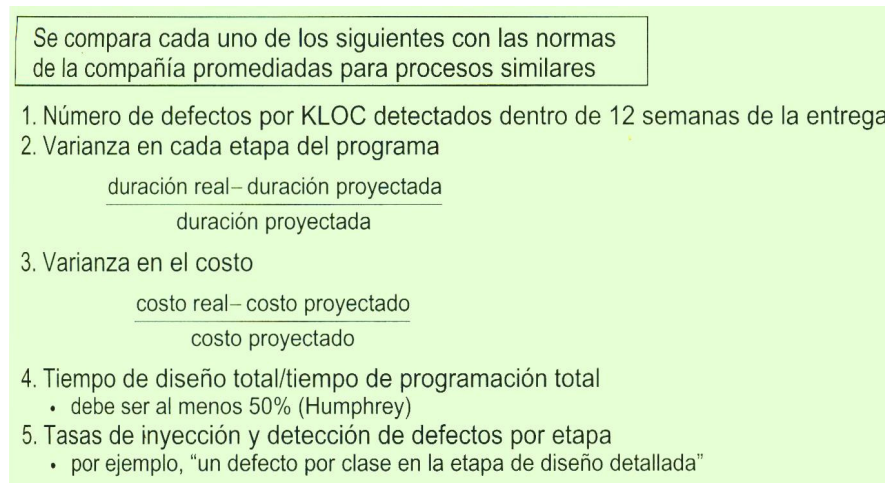 Se compara cada uno de los siguientes con las normas
de la compañía promediadas para procesos similares
1. Número de defectos por KLOC detectados dentro de 12 semanas de la entrega
2. Varianza en cada etapa del programa
duración real– duración proyectada
duración proyectada
3. Varianza en el costo
costo real– costo proyectado
costo proyectado
4. Tiempo de diseño total/tiempo de programación total
• debe ser al menos 50% (Humphrey)
5. Tasas de inyección y detección de defectos por etapa
• por ejemplo, “un defecto por clase en la etapa de diseño detallada”